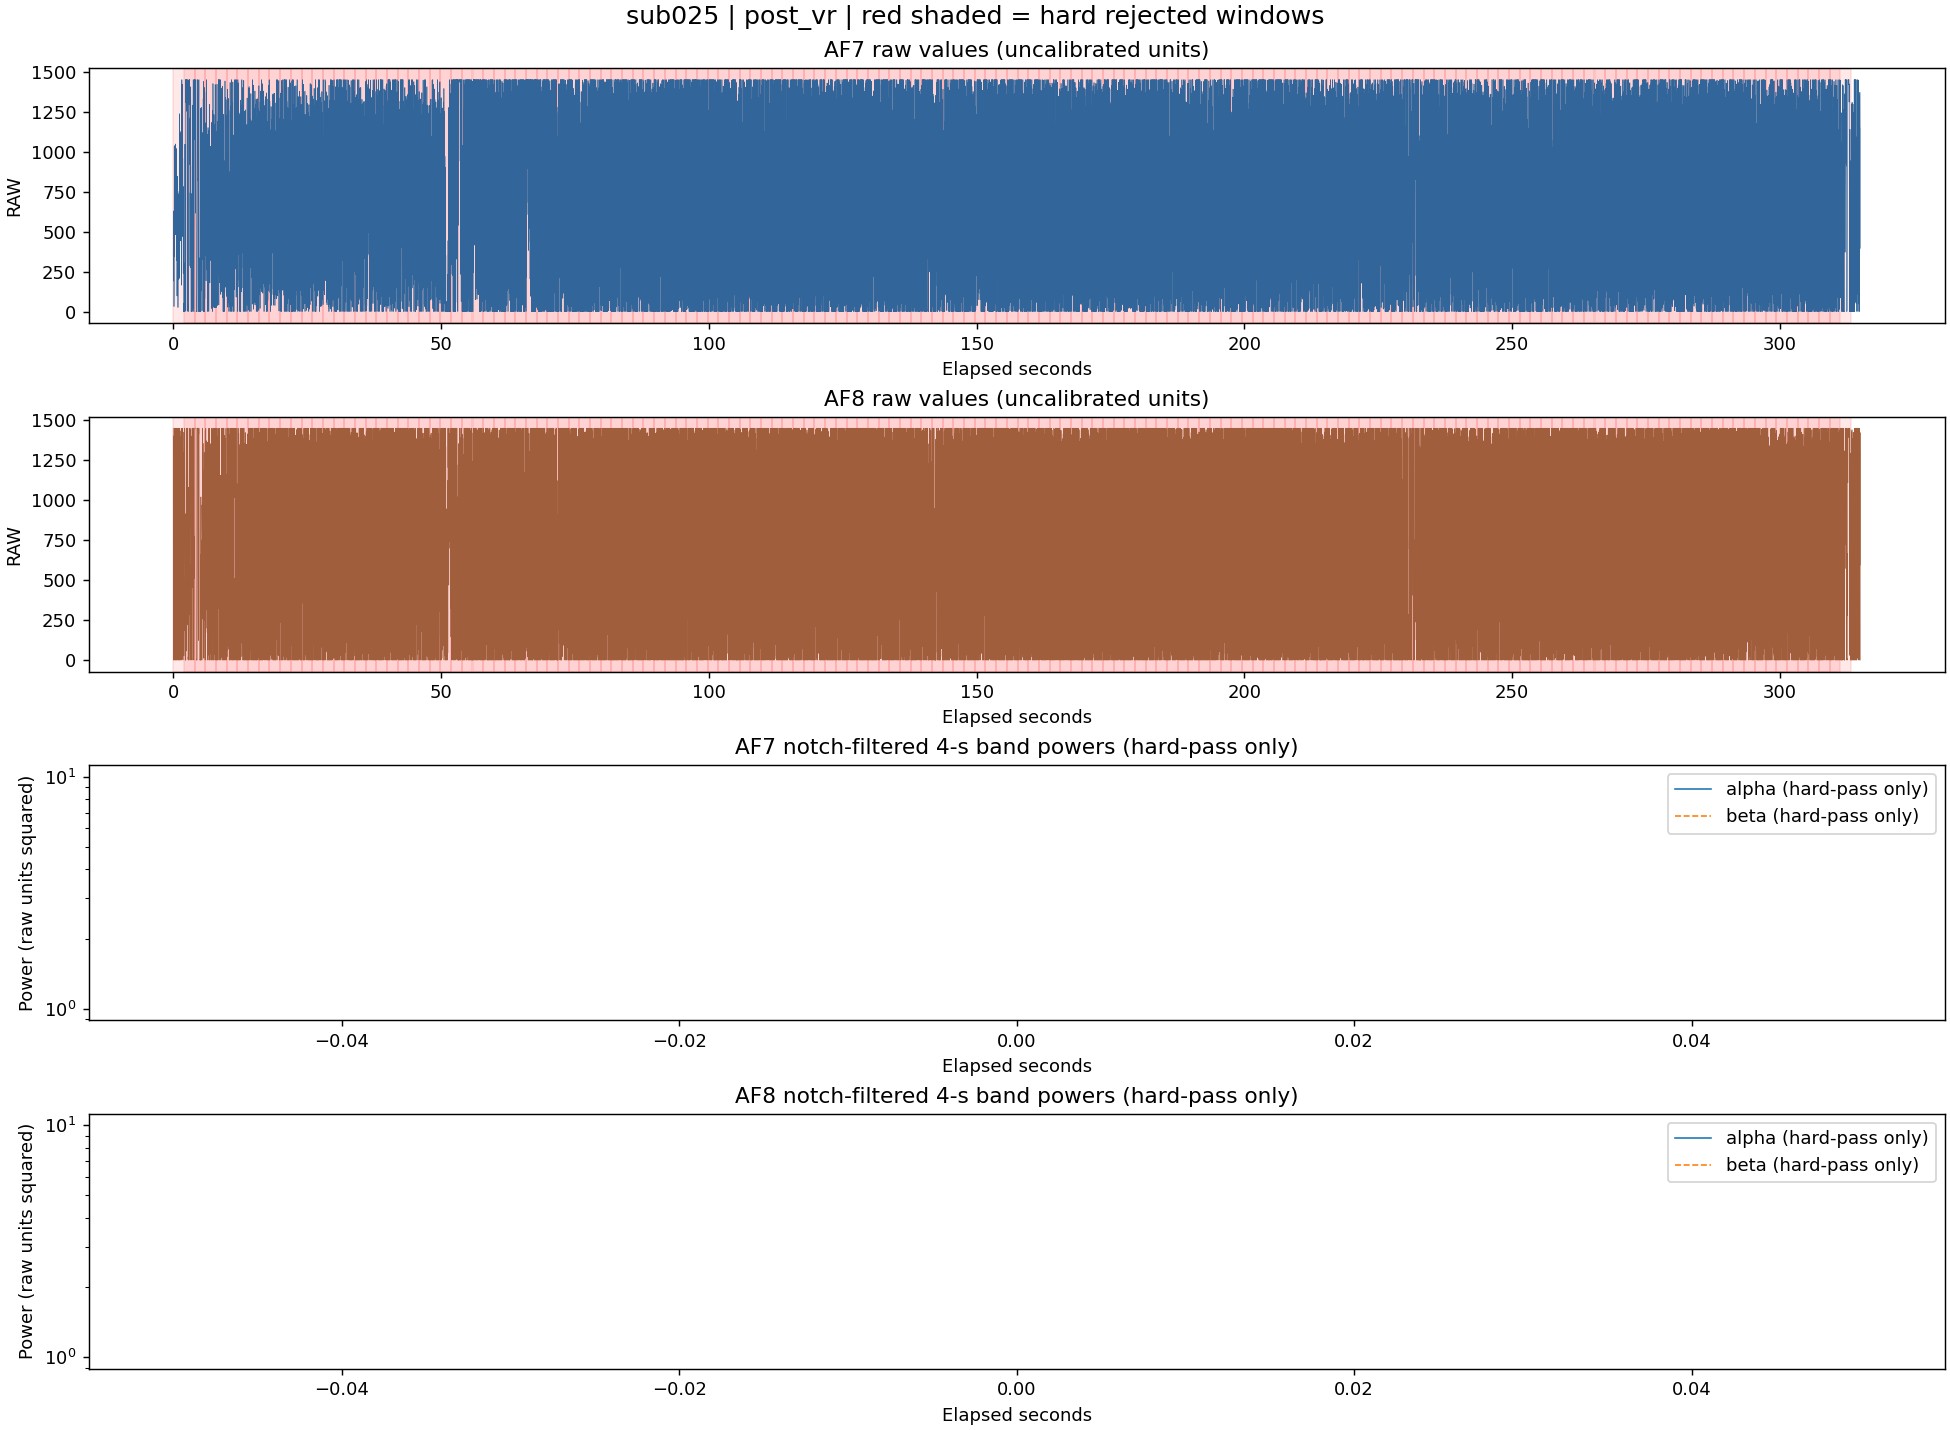 sub025 | post_vr | red shaded = hard rejected windows
AF7 raw values (uncalibrated units)
RAW
1500
1250
1000
750
500
250
0
0 50 100 150 200 250 300
Elapsed seconds
AF8 raw values (uncalibrated units)
RAW
1500
1250
1000
750
500
250
0
0 50 100 150 200 250 300
Elapsed seconds
AF7 notch-filtered 4-s band powers (hard-pass only)
Power (raw units squared)
10¹
10⁰
alpha (hard-pass only)
beta (hard-pass only)
−0.04 −0.02 0.00 0.02 0.04
Elapsed seconds
AF8 notch-filtered 4-s band powers (hard-pass only)
Power (raw units squared)
10¹
10⁰
alpha (hard-pass only)
beta (hard-pass only)
−0.04 −0.02 0.00 0.02 0.04
Elapsed seconds